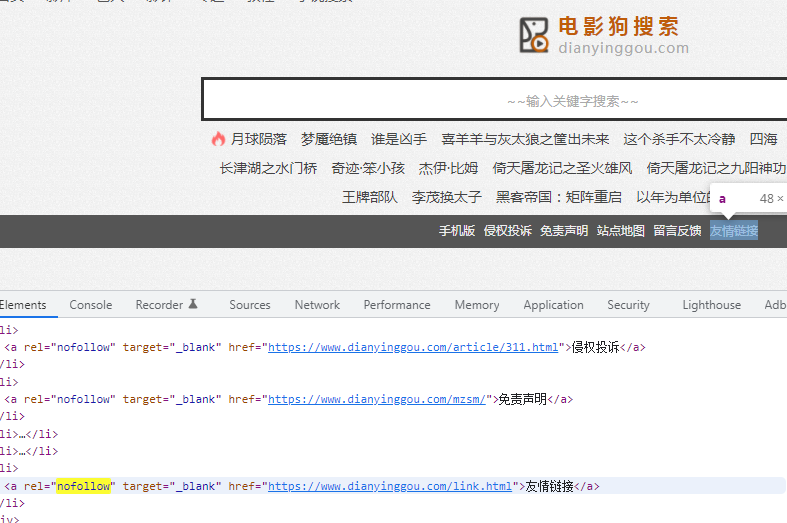 电影狗搜索
dianyinggou.com
~~输入关键字搜索~~
月球陨落 梦魇绝镇 谁是凶手 喜羊羊与灰太狼之筐出未来 这个杀手不太冷静 四海
长津湖之水门桥 奇迹·笨小孩 杰伊·比姆 倚天屠龙记之圣火雄风 倚天屠龙记之九阳神功
王牌部队 李茂换太子 黑客帝国：矩阵重启 以年为单位的
a 48 ×
手机版 侵权投诉 免责声明 站点地图 留言反馈 友情链接
Elements Console Recorder Sources Network Performance Memory Application Security Lighthouse Adb
li>
<a rel="nofollow" target="_blank" href="https://www.dianyinggou.com/article/311.html">侵权投诉</a>
/li>
li>
<a rel="nofollow" target="_blank" href="https://www.dianyinggou.com/mzsm/">免责声明</a>
/li>
li>…</li>
li>…</li>
li>
<a rel="nofollow" target="_blank" href="https://www.dianyinggou.com/link.html">友情链接</a>
/li>
iv>